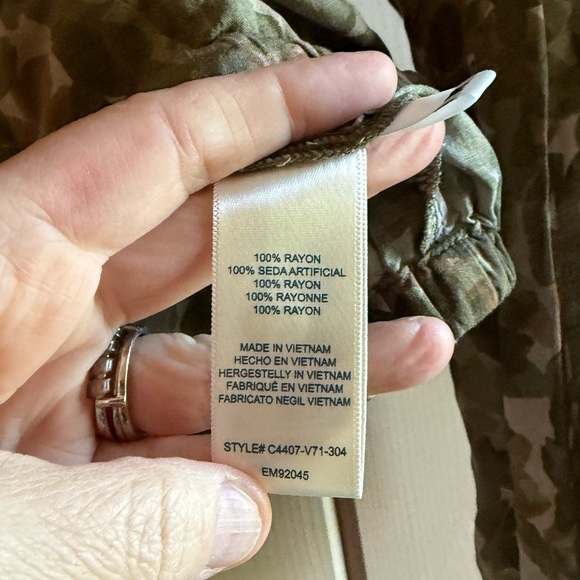 100% RAYON
100% SEDA ARTIFICIAL
100% RAYON
100% RAYONNE
100% RAYON
MADE IN VIETNAM
HECHO EN VIETNAM
HERGESTELLY IN VIETNAM
FABRIQUÉ EN VIETNAM
FABRICATO NEGIL VIETNAM
STYLE# C4407-V71-304
EM92045